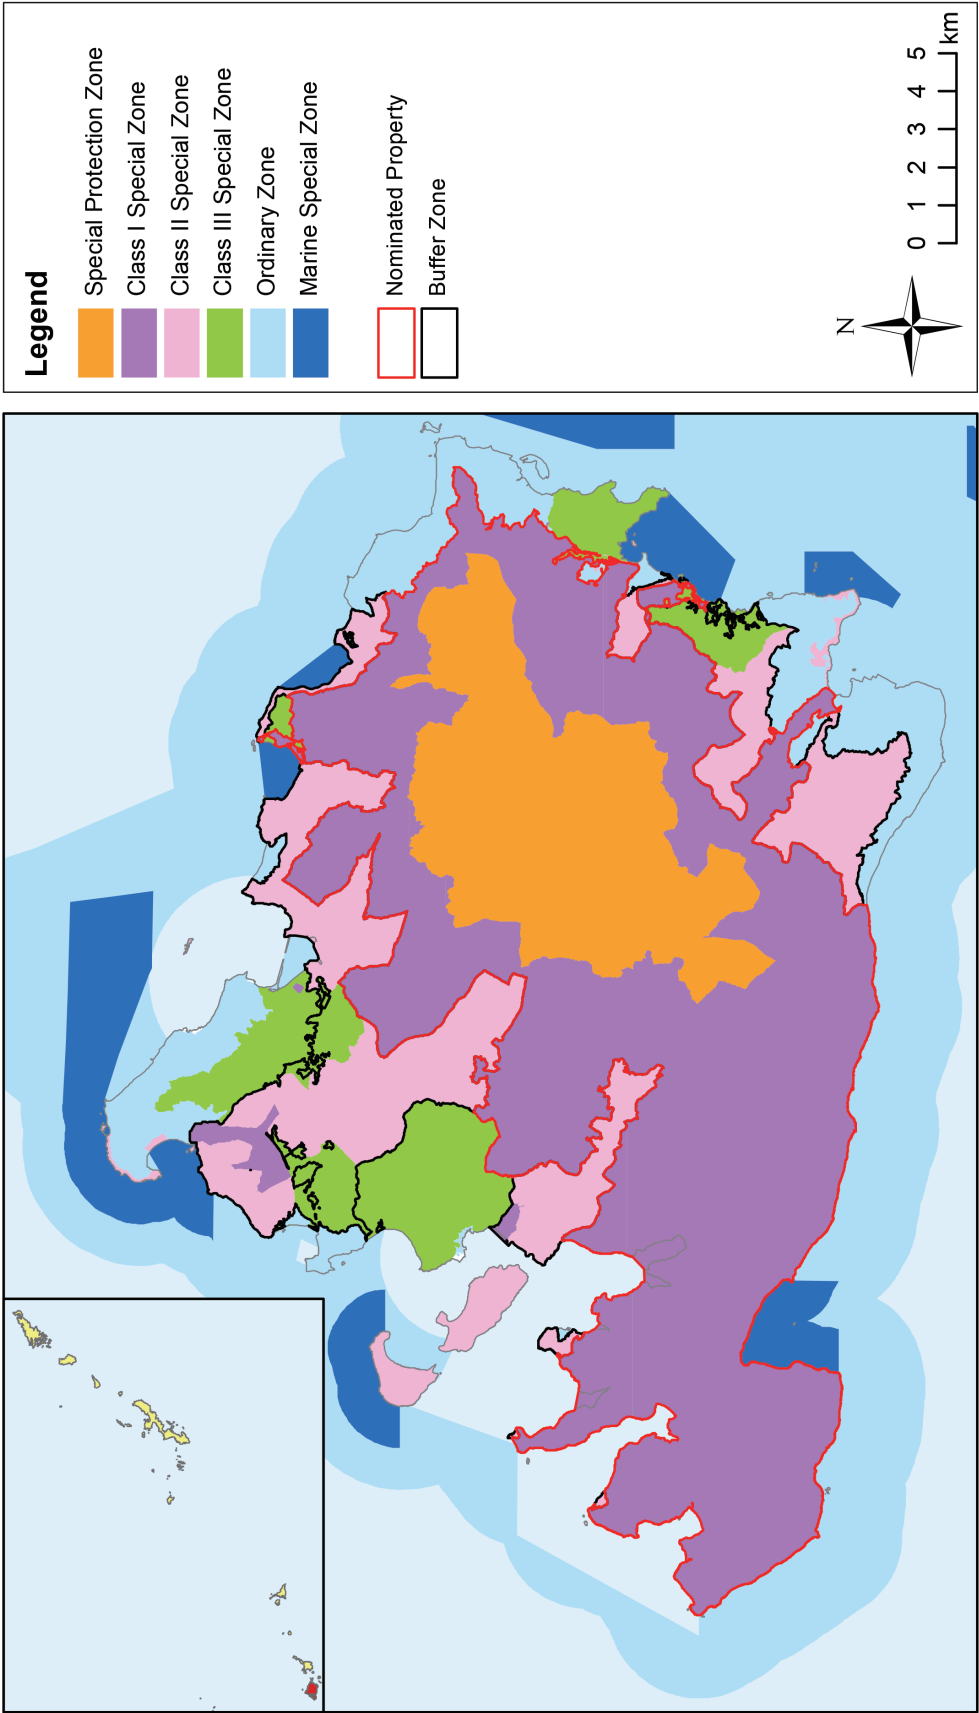 Legend
Special Protection Zone
Class I Special Zone
Class II Special Zone
Class III Special Zone
Ordinary Zone
Marine Special Zone
Nominated Property
Buffer Zone
N
0 1 2 3 4 5 km